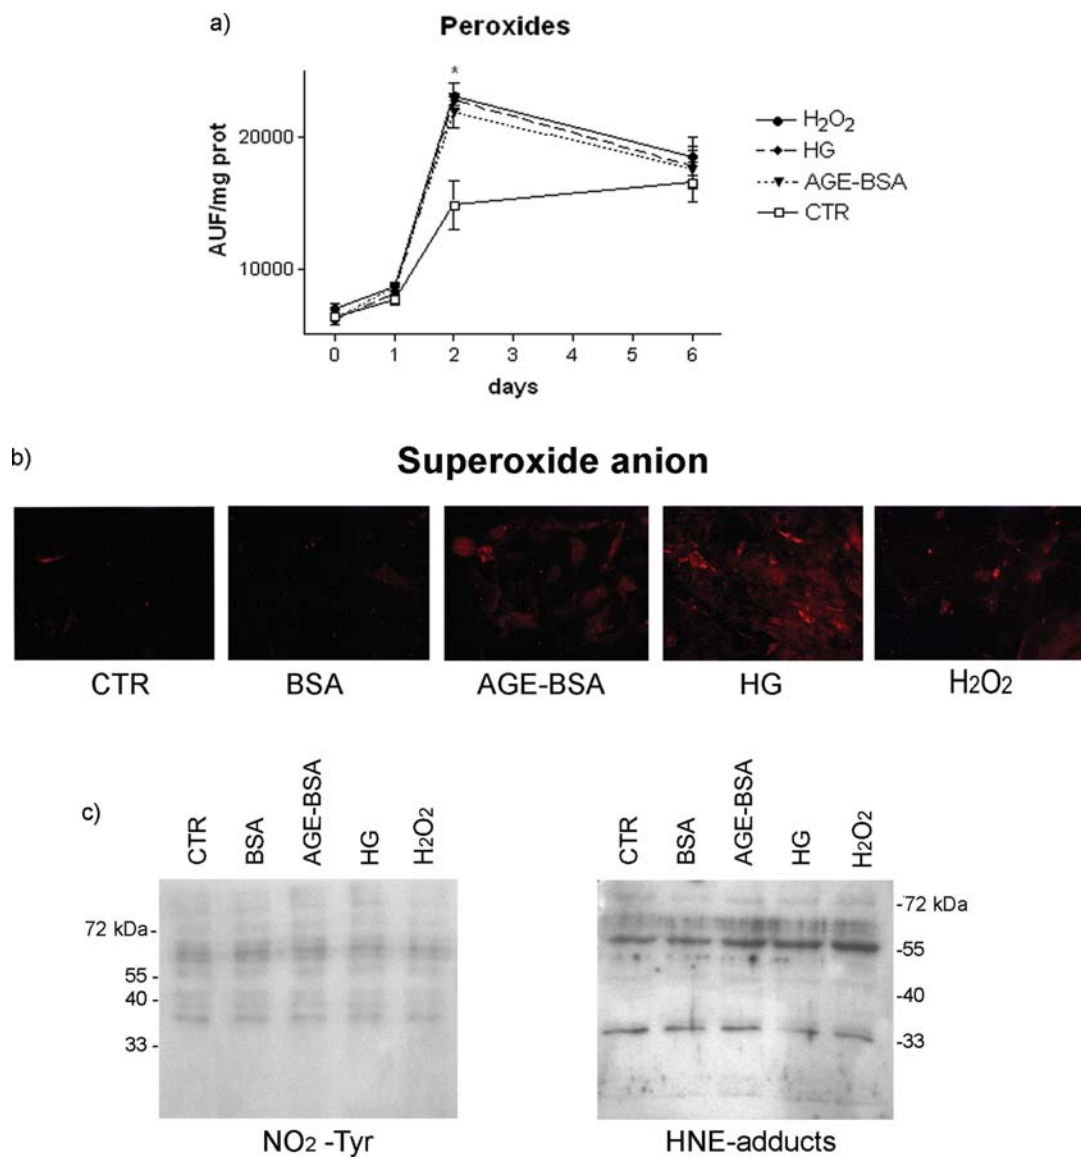 a)
Peroxides
*
AUF/mg prot
20000
10000
0 1 2 3 4 5 6
days
H2O2
HG
AGE-BSA
CTR
b)
Superoxide anion
CTR BSA AGE-BSA HG H2O2
c)
CTR BSA AGE-BSA HG H2O2
72 kDa-
55 -
40 -
33 -
NO2 -Tyr
CTR BSA AGE-BSA HG H2O2
-72 kDa
-55
-40
-33
HNE-adducts